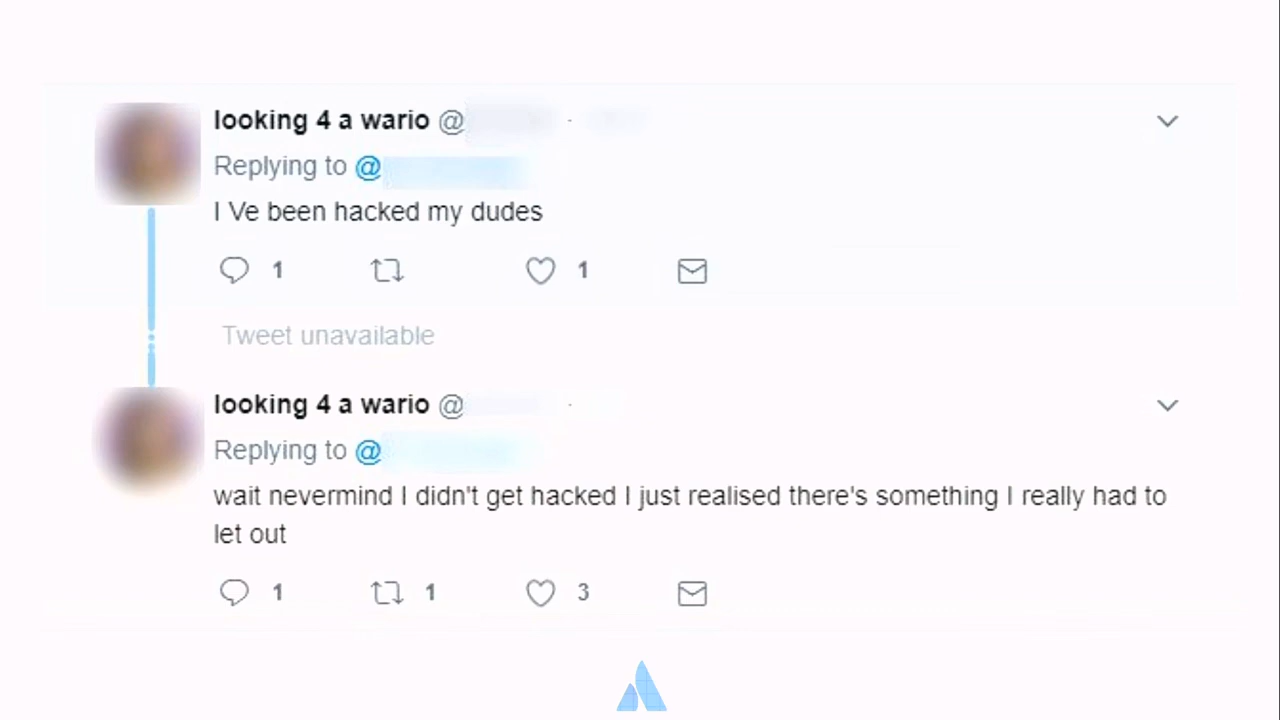 looking 4 a wario @
Replying to @
I Ve been hacked my dudes
1 1
Tweet unavailable
looking 4 a wario @
Replying to @
wait nevermind I didn't get hacked I just realised there's something I really had to
let out
1 1 3